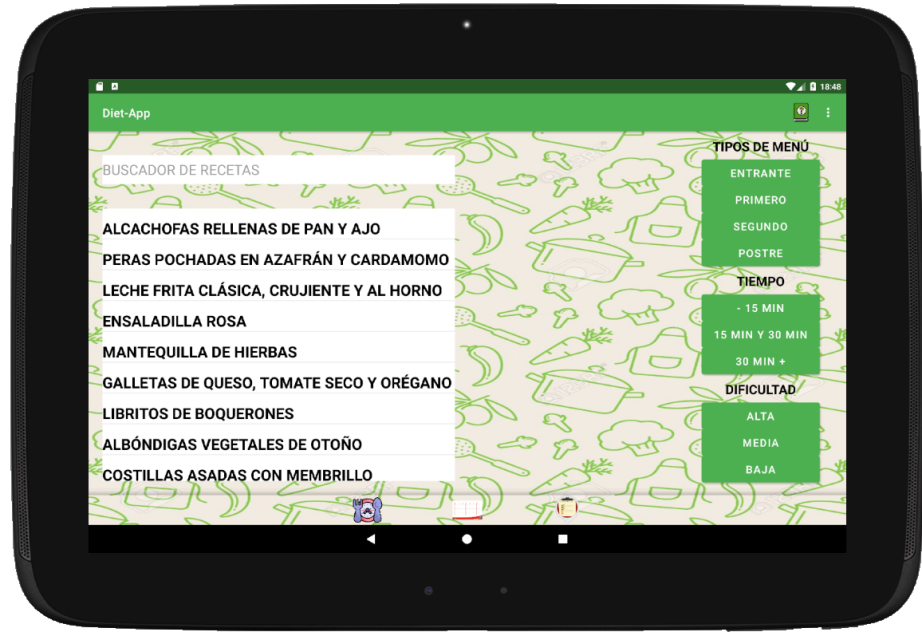 18:48
Diet-App
BUSCADOR DE RECETAS
ALCACHOFAS RELLENAS DE PAN Y AJO
PERAS POCHADAS EN AZAFRÁN Y CARDAMOMO
LECHE FRITA CLÁSICA, CRUJIENTE Y AL HORNO
ENSALADILLA ROSA
MANTEQUILLA DE HIERBAS
GALLETAS DE QUESO, TOMATE SECO Y ORÉGANO
LIBRITOS DE BOQUERONES
ALBÓNDIGAS VEGETALES DE OTOÑO
COSTILLAS ASADAS CON MEMBRILLO
TIPOS DE MENÚ
ENTRANTE
PRIMERO
SEGUNDO
POSTRE
TIEMPO
- 15 MIN
15 MIN Y 30 MIN
30 MIN +
DIFICULTAD
ALTA
MEDIA
BAJA